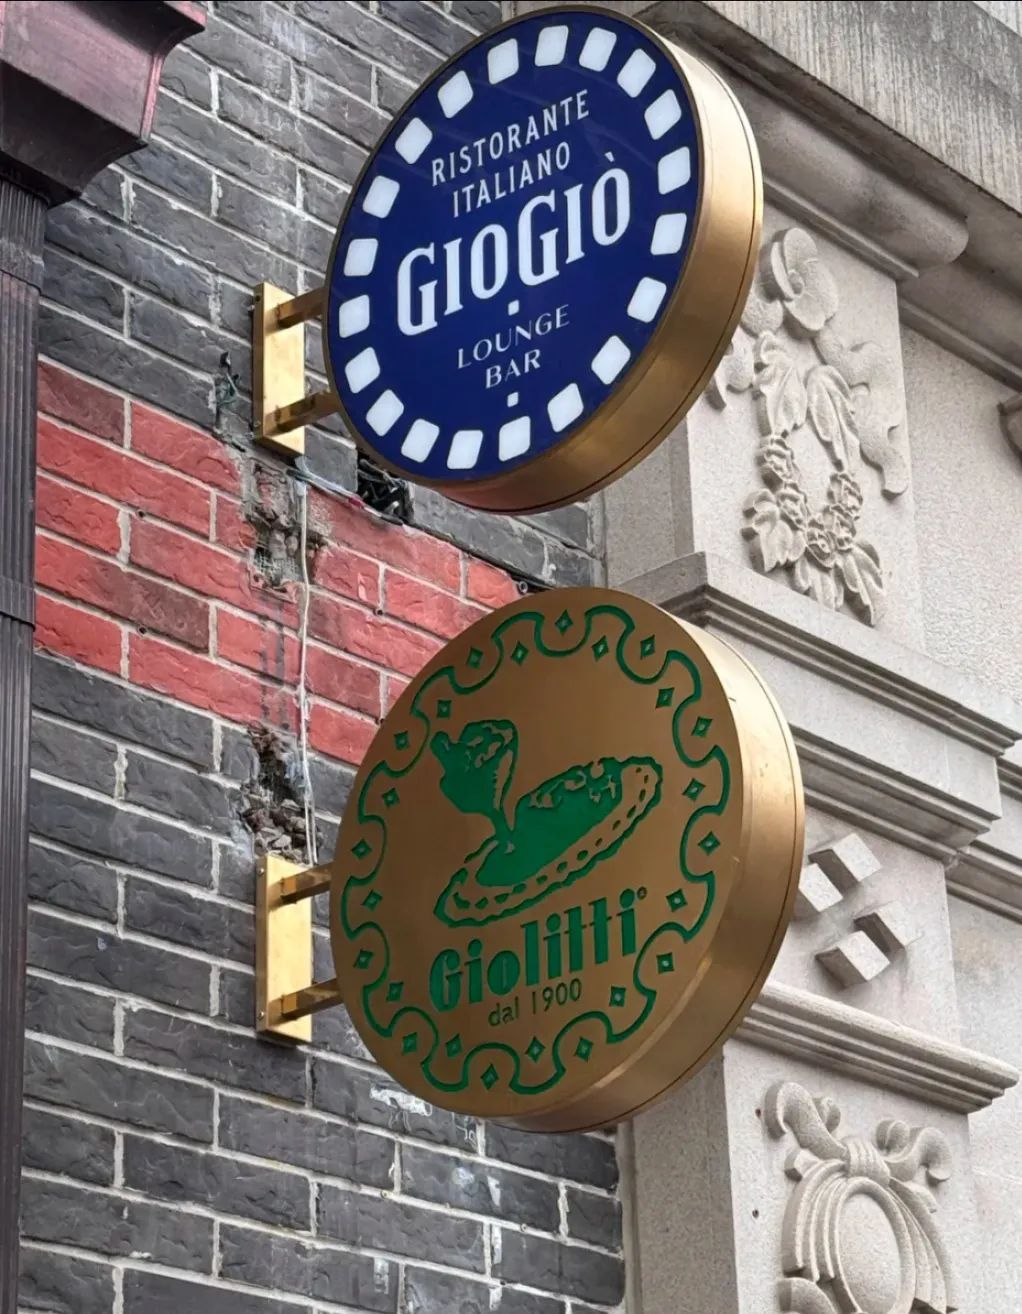 RISTORANTE
ITALIANO
GIOGIÒ
LOUNGE
BAR
Giolitti
dal 1900